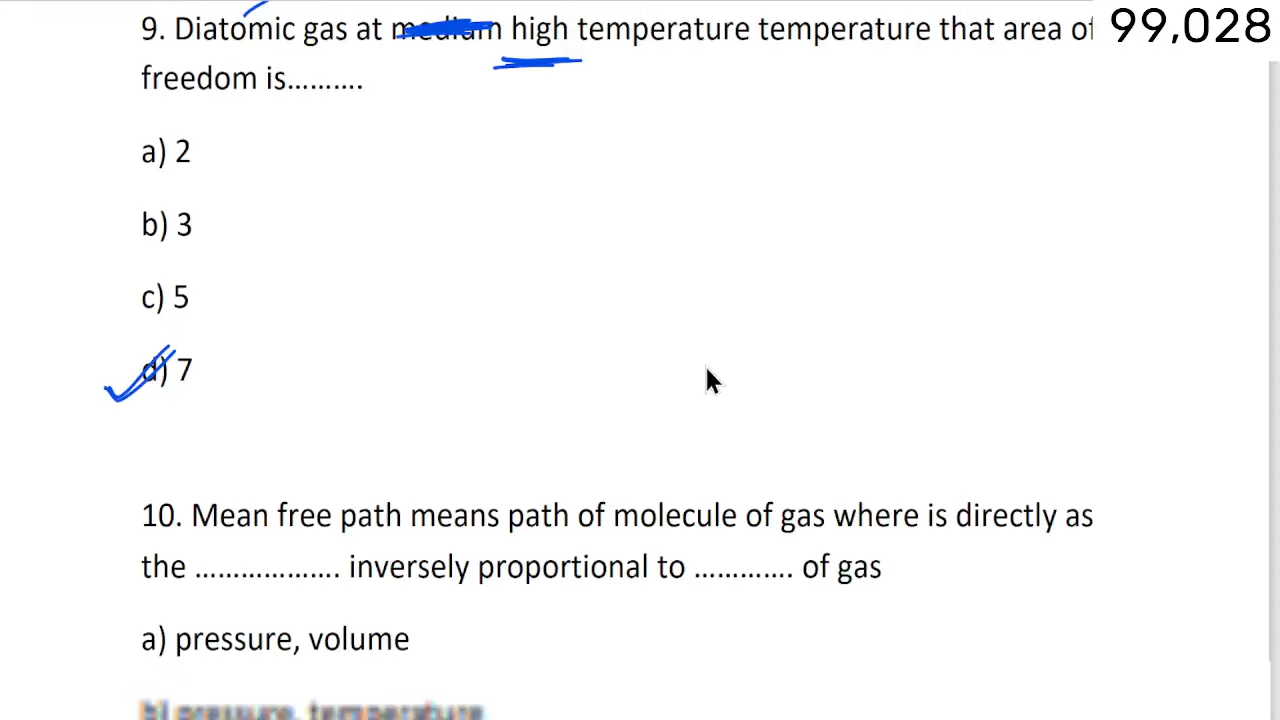 99,028
9. Diatomic gas at medium high temperature temperature that area of
freedom is..........
a) 2
b) 3
c) 5
d) 7
10. Mean free path means path of molecule of gas where is directly as
the ................... inversely proportional to ............. of gas
a) pressure, volume
b) pressure, temperature